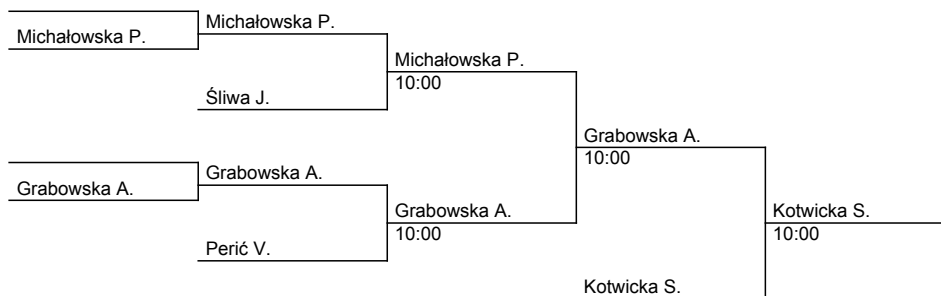 Michałowska P.
Michałowska P.
Michałowska P.
10:00
Śliwa J.
Grabowska A.
10:00
Grabowska A.
Grabowska A.
Grabowska A.
10:00
Perić V.
Kotwicka S.
10:00
Kotwicka S.